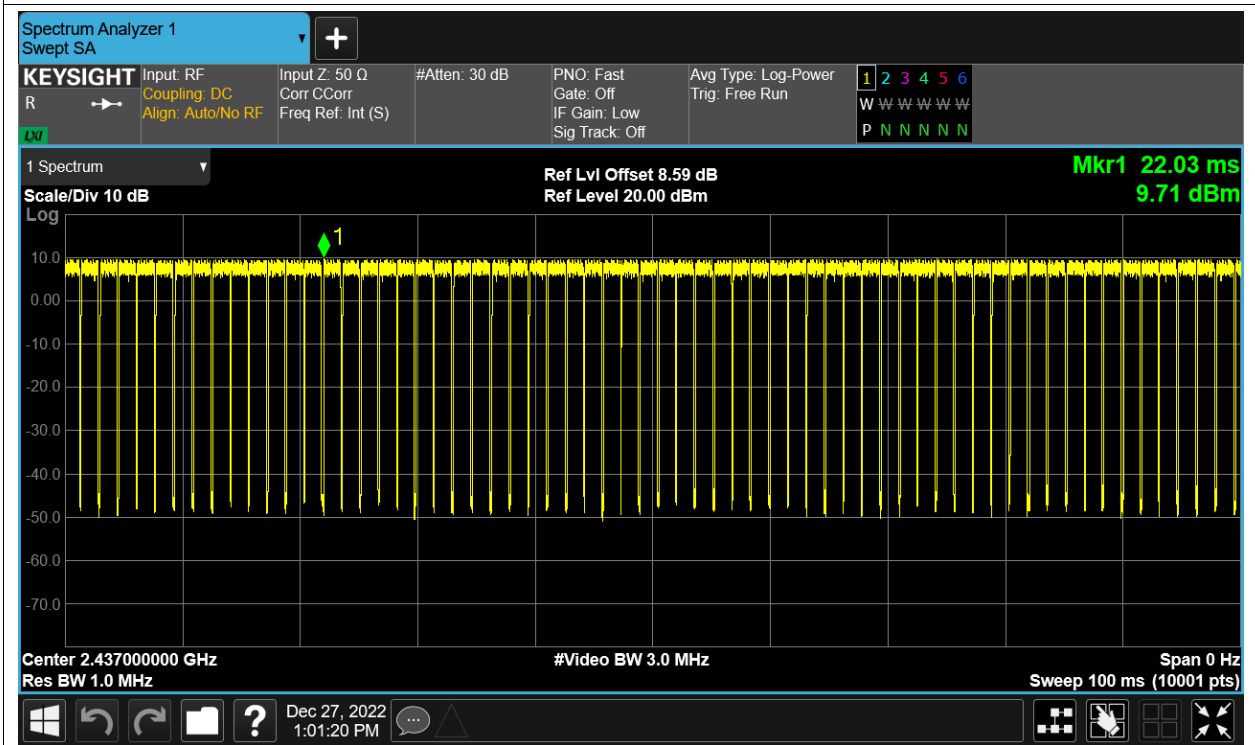 Spectrum Analyzer 1
Swept SA
KEYSIGHT
R
LXI
Input: RF
Coupling: DC
Align: Auto/No RF
Input Z: 50 Ω
Corr CCorr
Freq Ref: Int (S)
#Atten: 30 dB
PNO: Fast
Gate: Off
IF Gain: Low
Sig Track: Off
Avg Type: Log-Power
Trig: Free Run
1 2 3 4 5 6
W W W W W W
P N N N N N
1 Spectrum
Scale/Div 10 dB
Ref Lvl Offset 8.59 dB
Ref Level 20.00 dBm
Mkr1 22.03 ms
9.71 dBm
Log
1
10.0
0.00
-10.0
-20.0
-30.0
-40.0
-50.0
-60.0
-70.0
Center 2.437000000 GHz
Res BW 1.0 MHz
#Video BW 3.0 MHz
Span 0 Hz
Sweep 100 ms (10001 pts)
?
Dec 27, 2022
1:01:20 PM